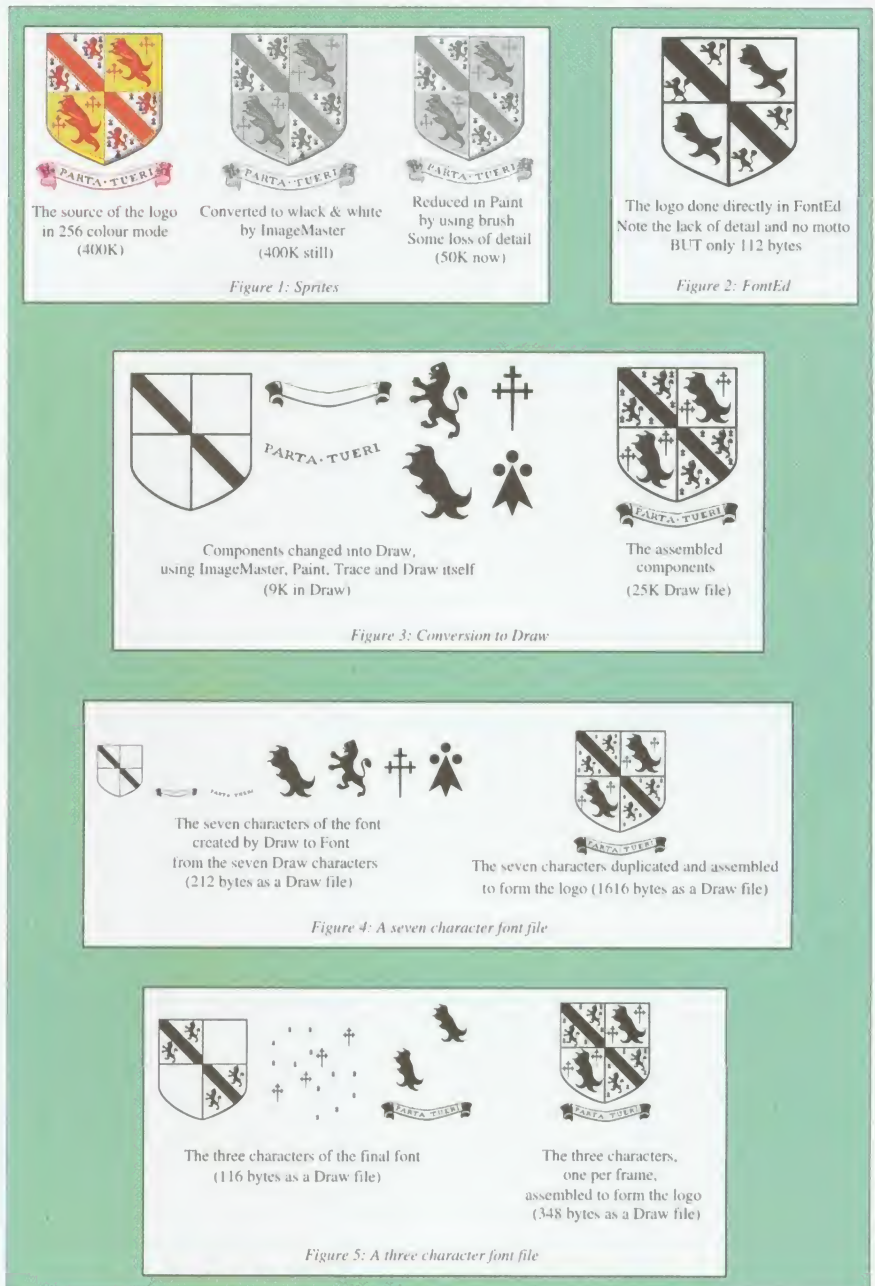 PARTA·TUERI
The source of the logo
in 256 colour mode
(400K)
PARTA·TUERI
Converted to wlack & white
by ImageMaster
(400K still)
PARTA·TUERI
Reduced in Paint
by using brush
Some loss of detail
(50K now)
Figure 1: Sprites
The logo done directly in FontEd
Note the lack of detail and no motto
BUT only 112 bytes
Figure 2: FontEd
PARTA·TUERI
Components changed into Draw,
using ImageMaster, Paint, Trace and Draw itself
(9K in Draw)
PARTA·TUERI
The assembled
components
(25K Draw file)
Figure 3: Conversion to Draw
PARTA TUERI
The seven characters of the font
created by Draw to Font
from the seven Draw characters
(212 bytes as a Draw file)
PARTA·TUERI
The seven characters duplicated and assembled
to form the logo (1616 bytes as a Draw file)
Figure 4: A seven character font file
PARTA TUERI
The three characters of the final font
(116 bytes as a Draw file)
PARTA TUERI
The three characters,
one per frame,
assembled to form the logo
(348 bytes as a Draw file)
Figure 5: A three character font file